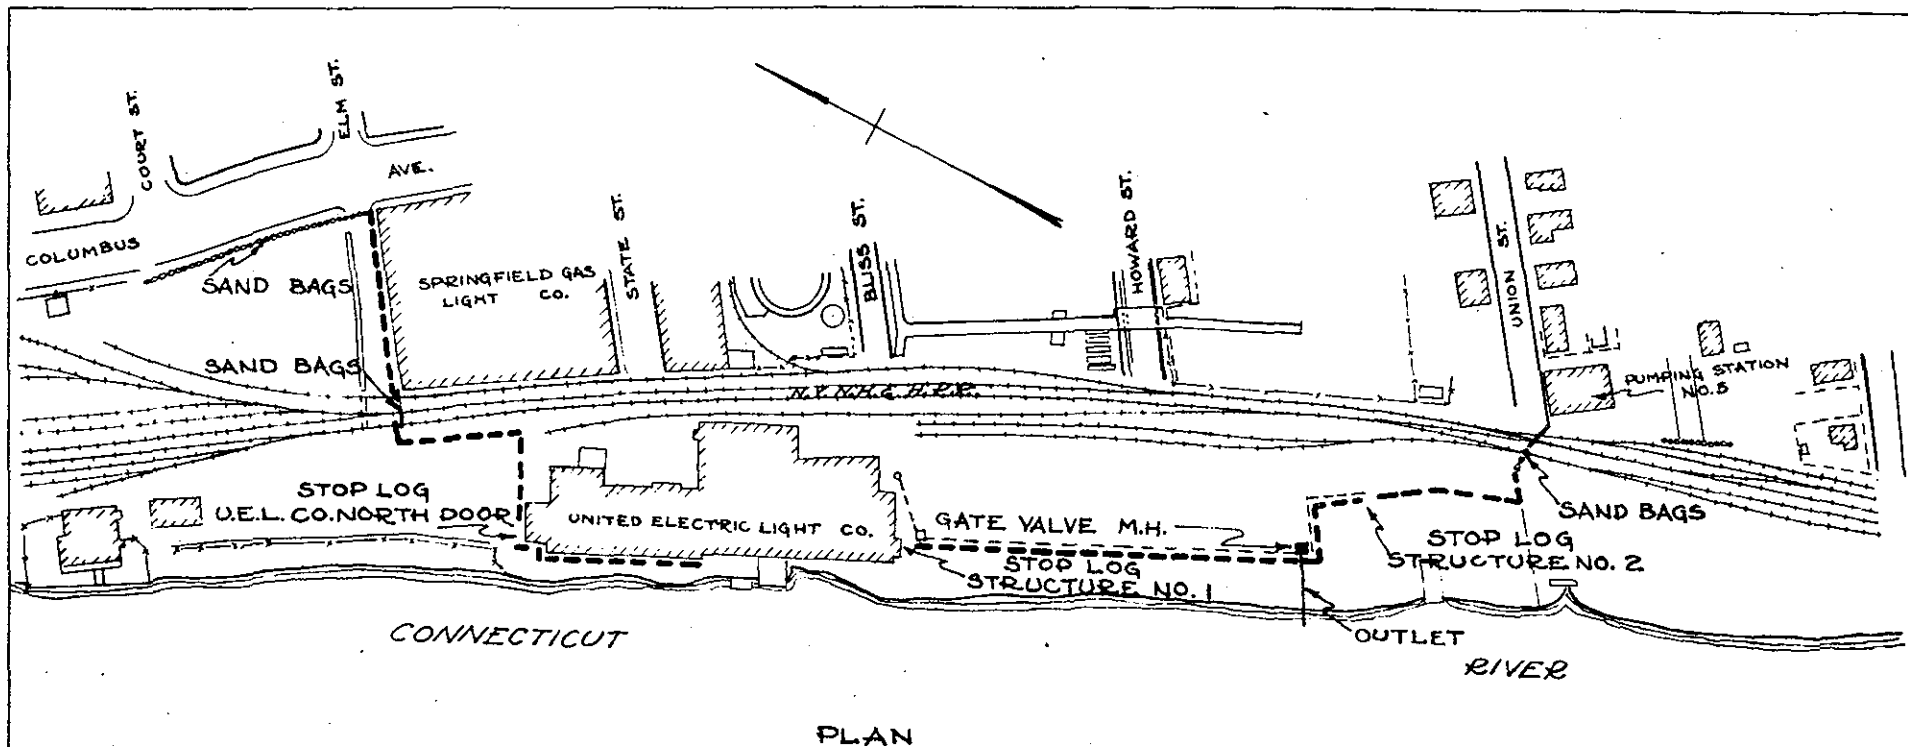 COURT ST.
ELM ST.
AVE.
COLUMBUS
SAND BAGS
SPRINGFIELD GAS
LIGHT CO.
STATE ST.
BLISS ST.
HOWARD ST.
UNION ST.
SAND BAGS
N.Y. N.H. & H. R.R.
PUMPING STATION
NO. 5
STOP LOG
U.E.L. CO. NORTH DOOR
UNITED ELECTRIC LIGHT CO.
GATE VALVE M.H.
SAND BAGS
STOP LOG
STRUCTURE NO. 1
STOP LOG
STRUCTURE NO. 2
OUTLET
CONNECTICUT
RIVER
PLAN